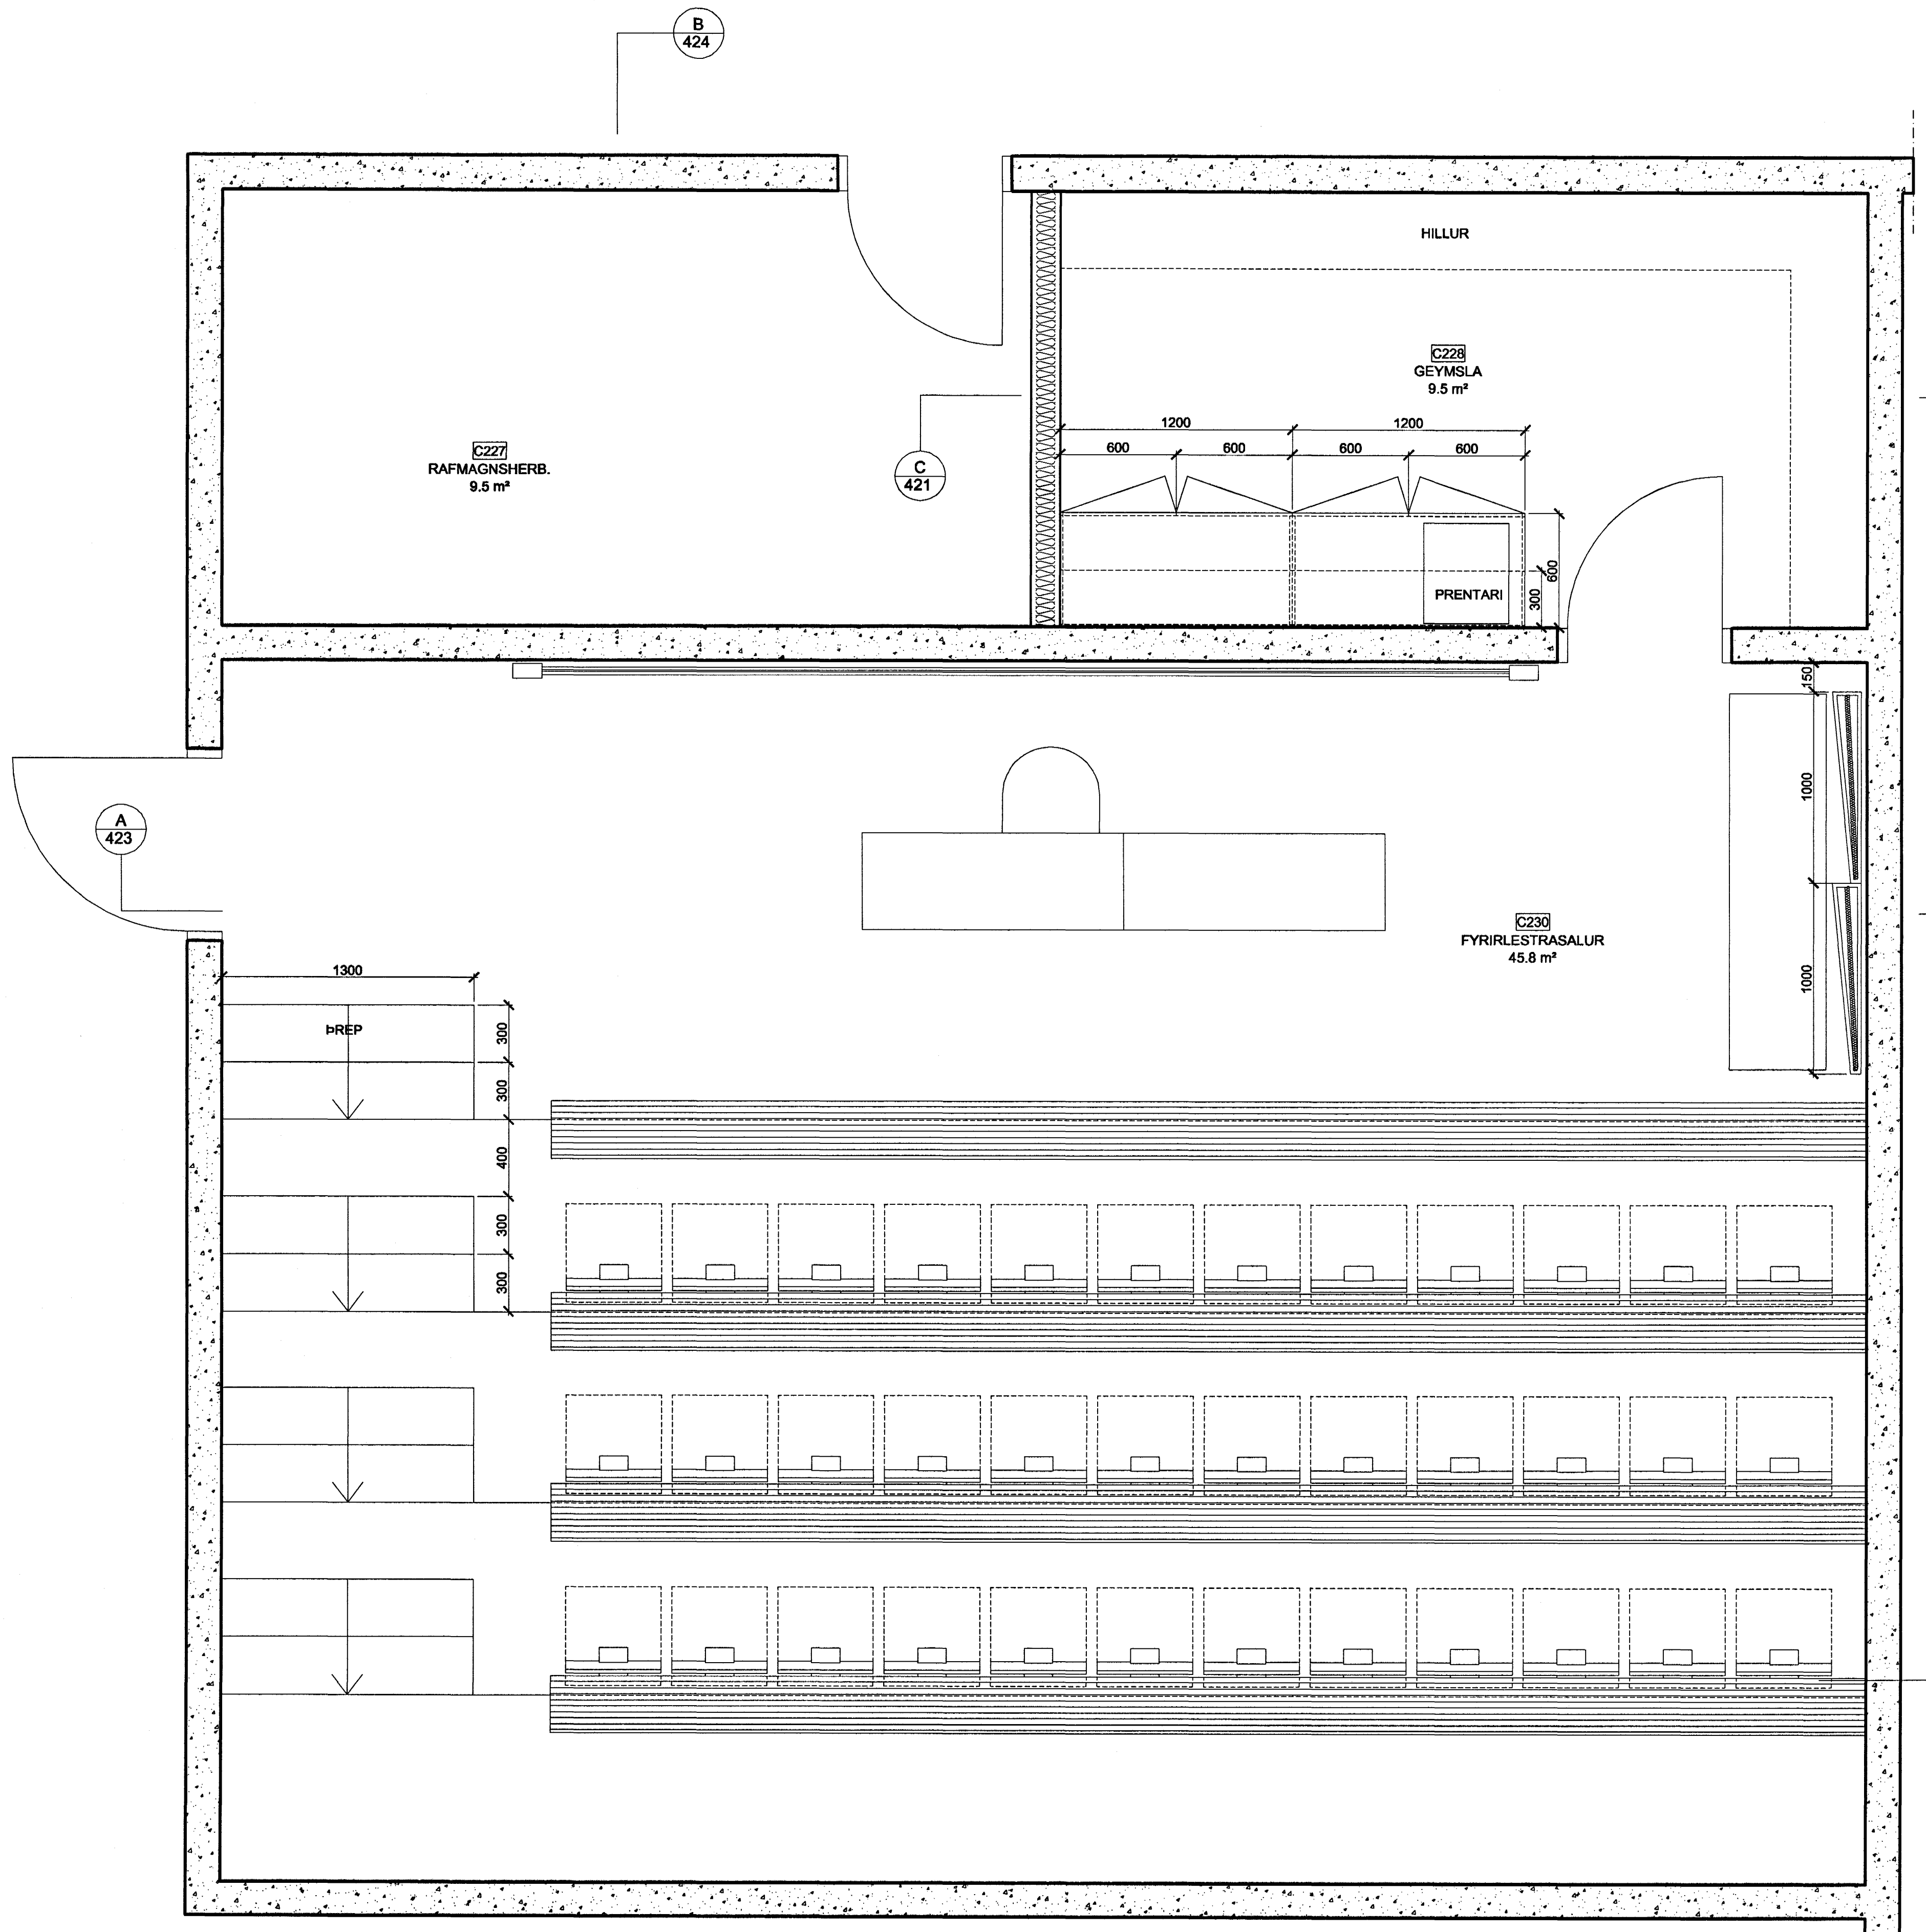 B
424
HILLUR
C228
GEYMSLA
9.5 m²
1200
1200
600
600
600
600
C227
RAFMAGNSHERB.
9.5 m²
C
421
PRENTARI
300
600
150
1000
1000
A
423
C230
FYRIRLESTRASALUR
45.8 m²
1300
ÞREP
300
300
400
300
300